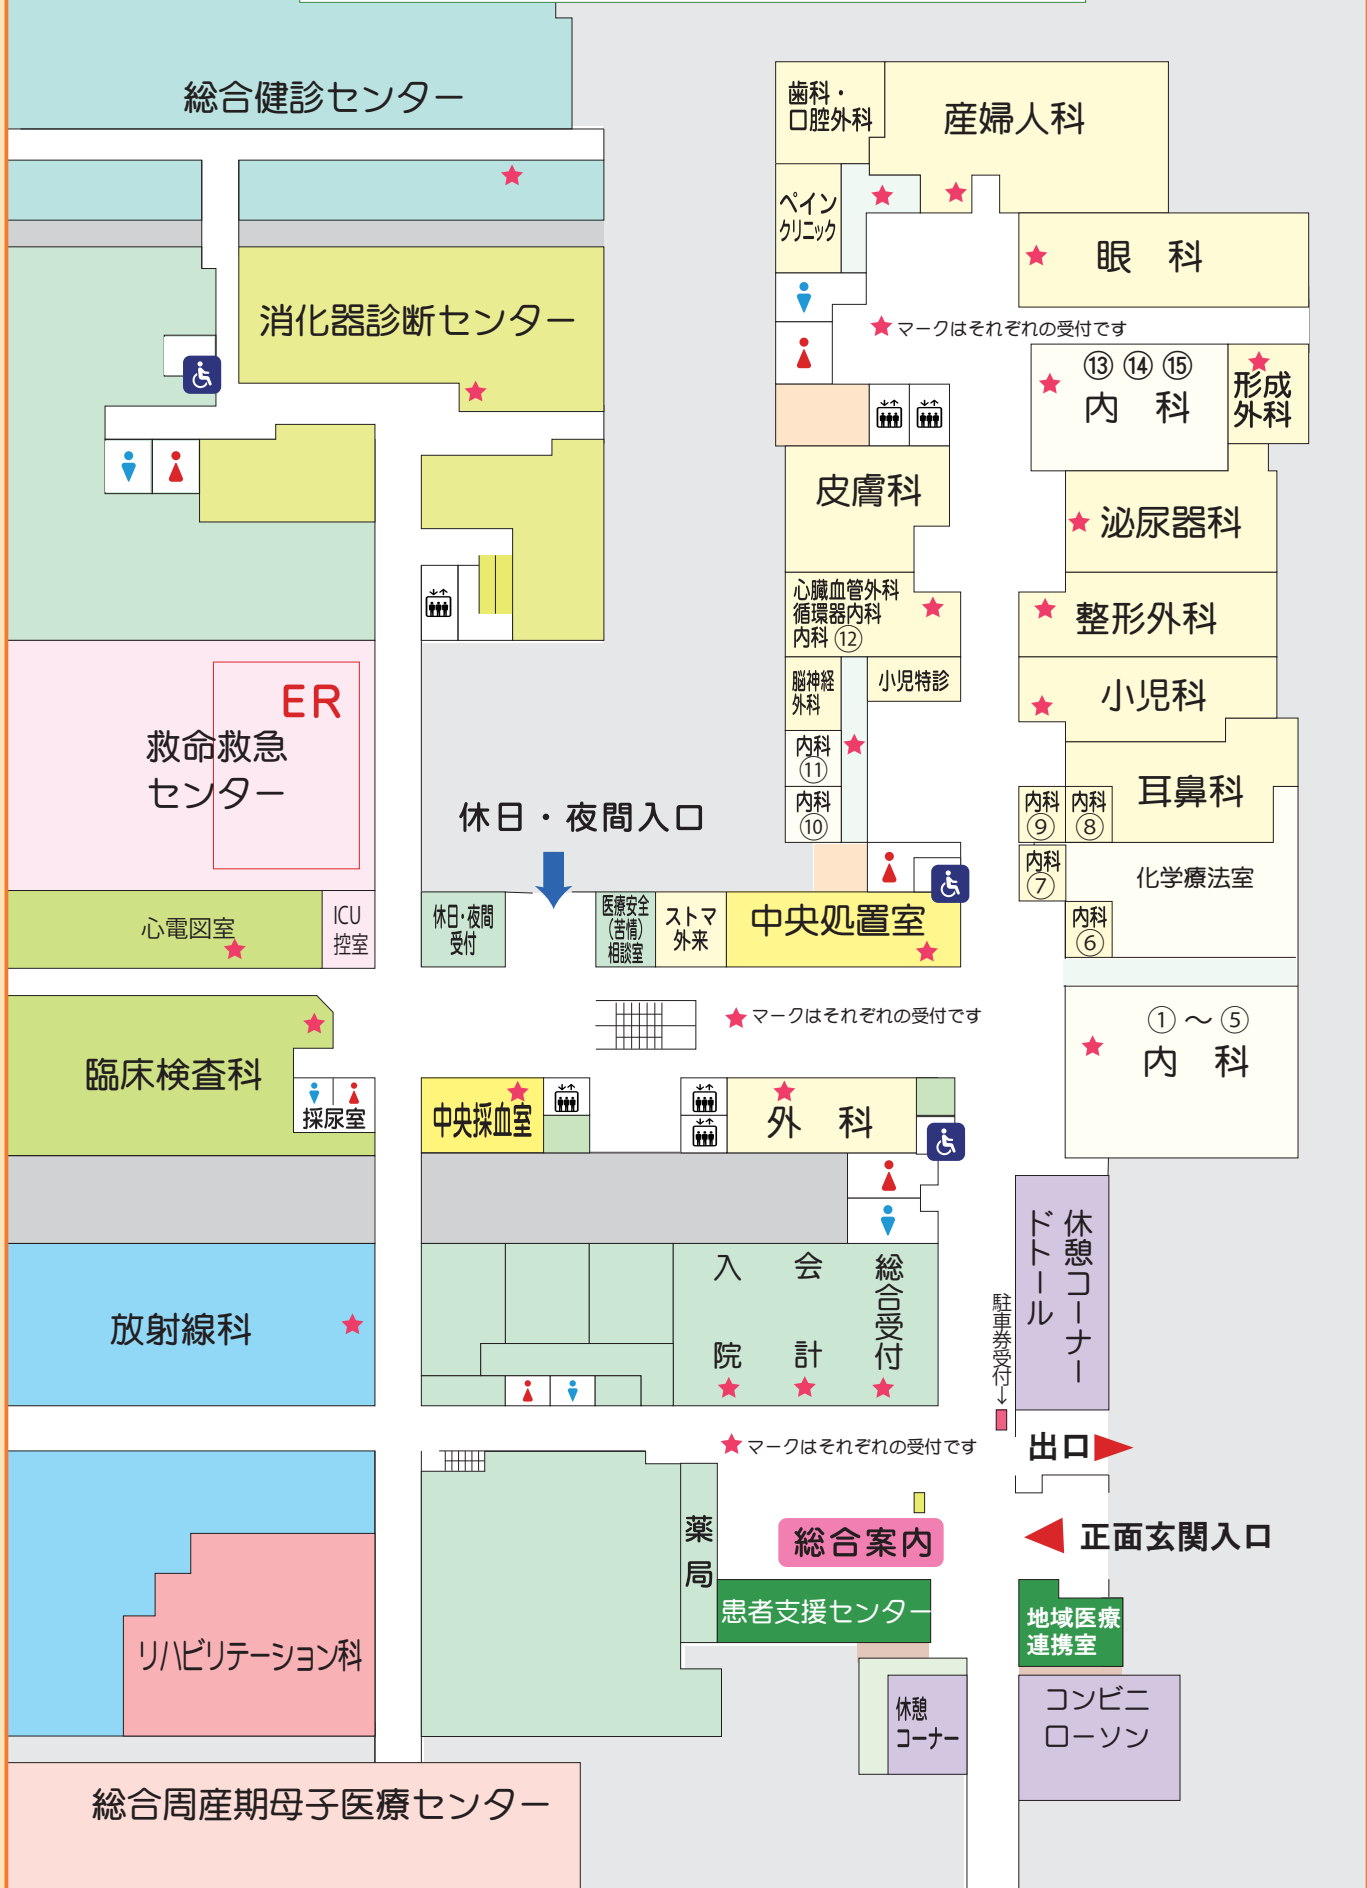 総合健診センター
歯科・
口腔外科
産婦人科
ペイン
クリニック
眼 科
消化器診断センター
★マークはそれぞれの受付です
⑬⑭⑮
内 科
形成
外科
皮膚科
泌尿器科
心臓血管外科
循環器内科
内科⑫
整形外科
脳神経
外科
小児特診
小児科
ER
救命救急
センター
内科
⑪
内科
⑩
耳鼻科
内科
⑨
内科
⑧
休日・夜間入口
内科
⑦
化学療法室
心電図室
ICU
控室
休日・夜間
受付
医療安全
(苦情)
相談室
ストマ
外来
中央処置室
内科
⑥
★マークはそれぞれの受付です
①～⑤
内 科
臨床検査科
採尿室
中央採血室
外 科
放射線科
入院
会計
総合受付
駐車券受付→
休憩コーナー
ドトール
★マークはそれぞれの受付です
出口
薬局
総合案内
正面玄関入口
患者支援センター
地域医療
連携室
リハビリテーション科
休憩
コーナー
コンビニ
ローソン
総合周産期母子医療センター